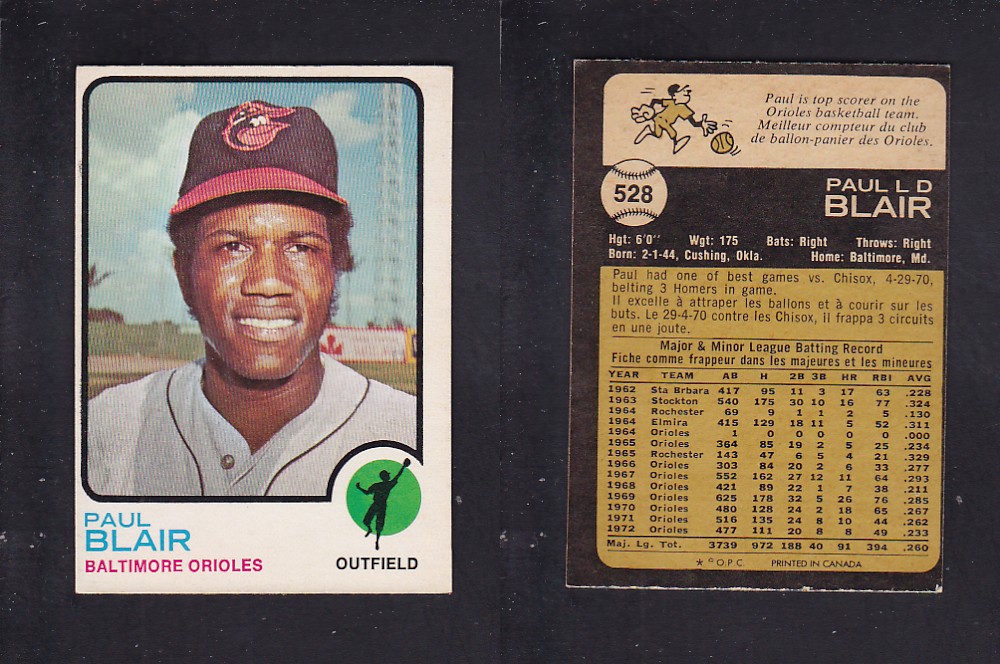 PAUL
BLAIR
BALTIMORE ORIOLES
OUTFIELD
Paul is top scorer on the
Orioles basketball team.
Meilleur compteur du club
de ballon-panier des Orioles.
528
PAUL L D
BLAIR
Hgt: 6'0" Wgt: 175 Bats: Right Throws: Right
Born: 2-1-44, Cushing, Okla. Home: Baltimore, Md.
Paul had one of best games vs. Chisox, 4-29-70,
belting 3 Homers in game.
Il excelle à attraper les ballons et à courir sur les
buts. Le 29-4-70 contre les Chisox, il frappa 3 circuits
en une joute.
Major & Minor League Batting Record
Fiche comme frappeur dans les majeures et les mineures
YEAR TEAM AB H 2B 3B HR RBI AVG
1962 Sta Brbara 417 95 11 3 17 63 .228
1963 Stockton 540 175 30 10 16 77 .324
1964 Rochester 69 9 1 1 2 5 .130
1964 Elmira 415 129 18 11 5 52 .311
1964 Orioles 1 0 0 0 0 0 .000
1965 Orioles 364 85 19 2 5 25 .234
1965 Rochester 143 47 6 5 4 21 .329
1966 Orioles 303 84 20 2 6 33 .277
1967 Orioles 552 162 27 12 11 64 .293
1968 Orioles 421 89 22 1 7 38 .211
1969 Orioles 625 178 32 5 26 76 .285
1970 Orioles 480 128 24 2 18 65 .267
1971 Orioles 516 135 24 8 10 44 .262
1972 Orioles 477 111 20 8 8 49 .233
Maj. Lg. Tot. 3739 972 188 40 91 394 .260
* © O.P.C. PRINTED IN CANADA